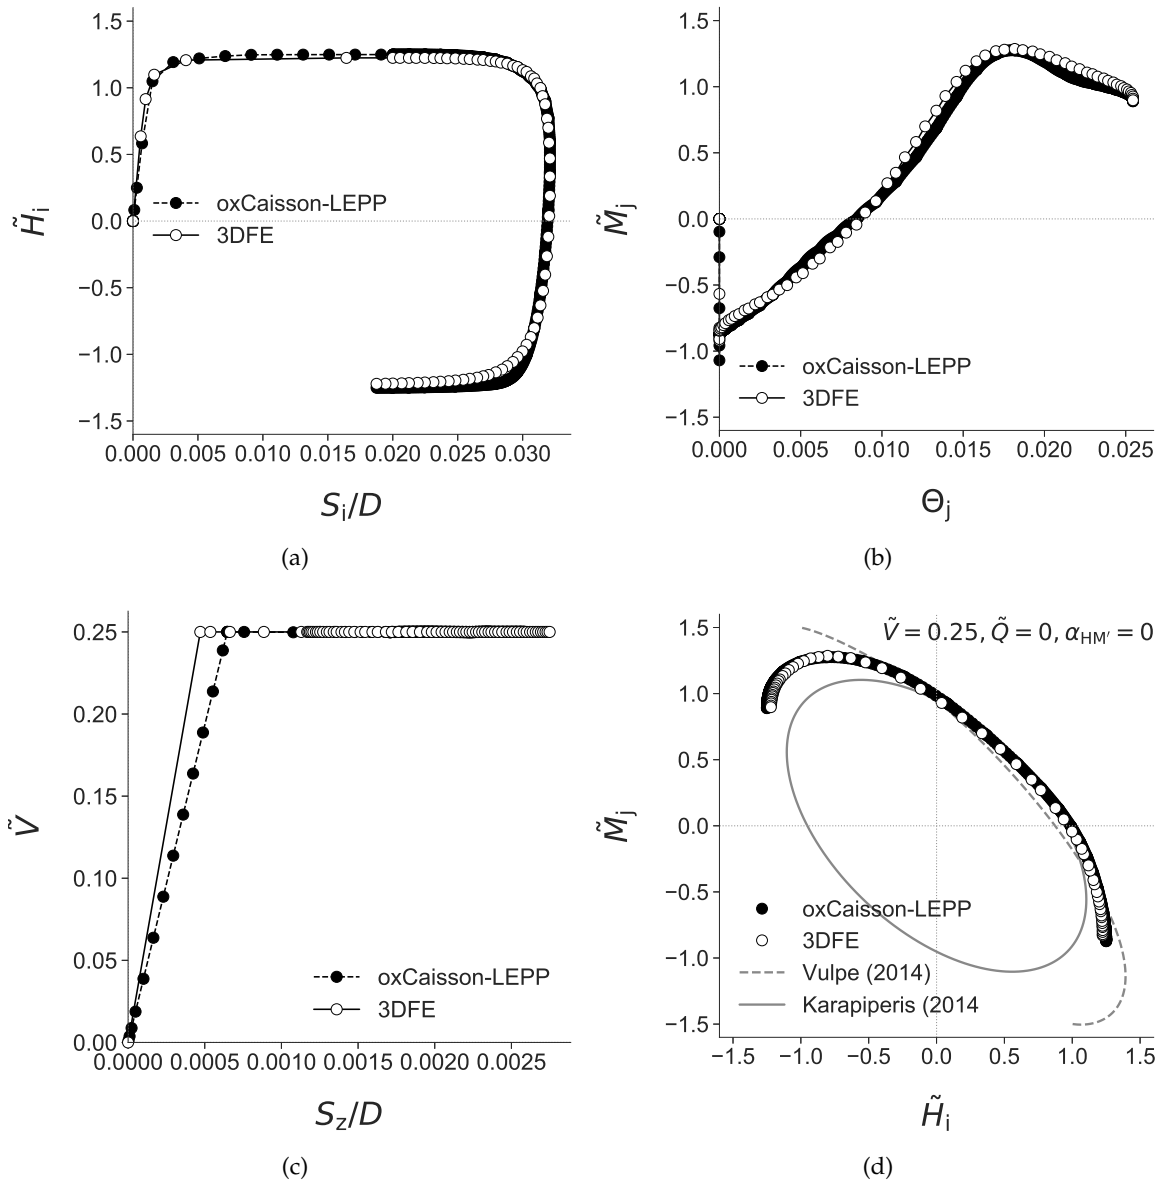 1.5
1.0
0.5
0.0
−0.5
−1.0
−1.5
H̃i
oxCaisson-LEPP
3DFE
0.000 0.005 0.010 0.015 0.020 0.025 0.030
Si/D
(a)
1.5
1.0
0.5
0.0
−0.5
−1.0
−1.5
M̃j
oxCaisson-LEPP
3DFE
0.000 0.005 0.010 0.015 0.020 0.025
Θj
(b)
0.25
0.20
0.15
0.10
0.05
0.00
Ṽ
oxCaisson-LEPP
3DFE
0.0000 0.0005 0.0010 0.0015 0.0020 0.0025
Sz/D
(c)
Ṽ = 0.25, Q̃ = 0, αHM′ = 0
1.5
1.0
0.5
0.0
−0.5
−1.0
−1.5
M̃j
oxCaisson-LEPP
3DFE
Vulpe (2014)
Karapiperis (2014
−1.5 −1.0 −0.5 0.0 0.5 1.0 1.5
H̃i
(d)